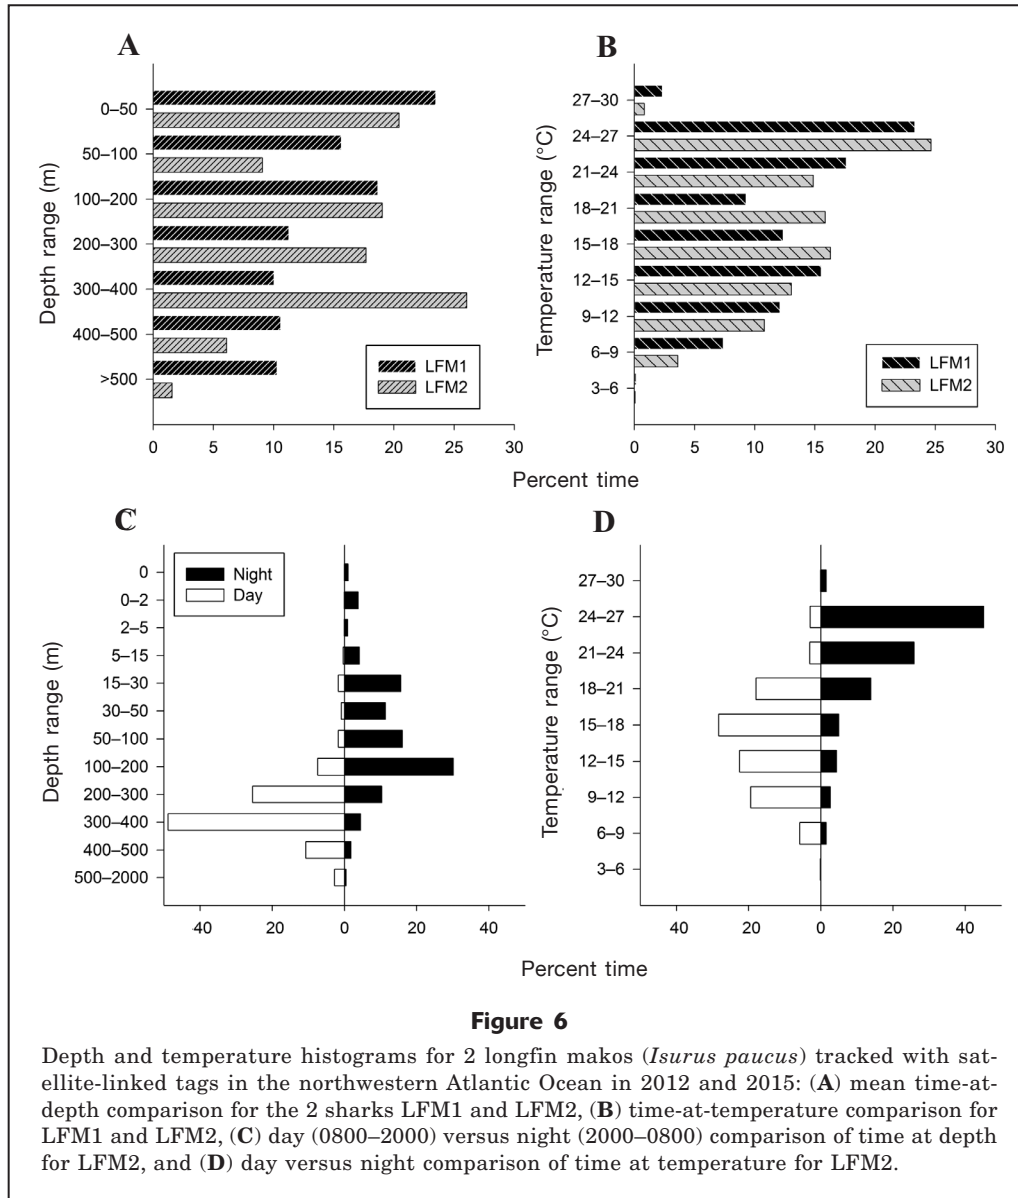 A
Depth range (m)
0–50
50–100
100–200
200–300
300–400
400–500
>500
LFM1
LFM2
0 5 10 15 20 25 30
B
Temperature range (°C)
27–30
24–27
21–24
18–21
15–18
12–15
9–12
6–9
3–6
LFM1
LFM2
0 5 10 15 20 25 30
Percent time
C
Depth range (m)
Night
Day
0
0–2
2–5
5–15
15–30
30–50
50–100
100–200
200–300
300–400
400–500
500–2000
40 20 0 20 40
D
Temperature range (°C)
27–30
24–27
21–24
18–21
15–18
12–15
9–12
6–9
3–6
40 20 0 20 40
Percent time
Figure 6
Depth and temperature histograms for 2 longfin makos (Isurus paucus) tracked with sat-
ellite-linked tags in the northwestern Atlantic Ocean in 2012 and 2015: (A) mean time-at-
depth comparison for the 2 sharks LFM1 and LFM2, (B) time-at-temperature comparison for
LFM1 and LFM2, (C) day (0800–2000) versus night (2000–0800) comparison of time at depth
for LFM2, and (D) day versus night comparison of time at temperature for LFM2.